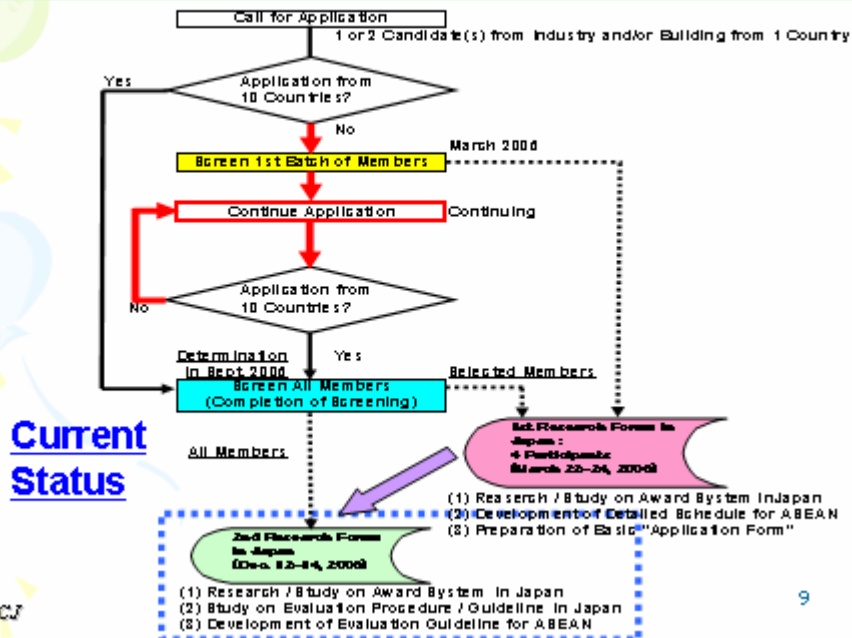 Call for Application
1 or 2 Candidate(s) from Industry and/or Building from 1 Country
Yes
Application from
10 Countries?
No
March 2006
Screen 1st Batch of Members
Continue Application
Continuing
Application from
10 Countries?
No
Determination
in Sept. 2006
Yes
Selected Members
Screen All Members
(Completion of Screening)
Current
Status
All Members
1st Research Forum in
Japan :
4 Participants
(March 22-24, 2006)
(1) Reaserch / Study on Award System inJapan
(2) Development of Detailed Schedule for ASEAN
(3) Preparation of Basic "Application Form"
2nd Research Forum
in Japan
(Dec. 12-14, 2006)
(1) Research / Study on Award System in Japan
(2) Study on Evaluation Procedure / Guideline in Japan
(3) Development of Evaluation Guideline for ASEAN
CJ
9